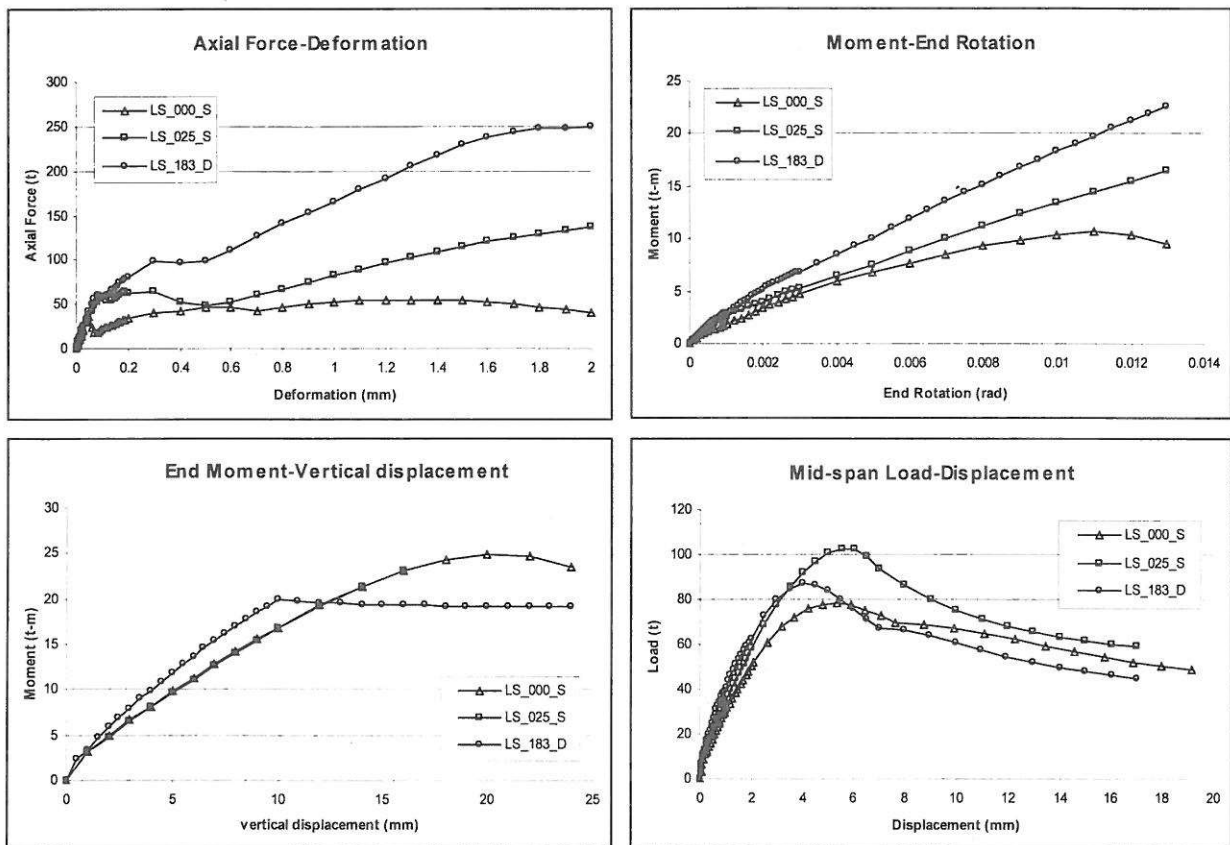 Axial Force-Deformation
Axial Force (t)
300
250
200
150
100
50
0
LS_000_S
LS_025_S
LS_183_D
0
0.2
0.4
0.6
0.8
1
1.2
1.4
1.6
1.8
2
Deformation (mm)
Moment-End Rotation
Moment (t-m)
25
20
15
10
5
0
LS_000_S
LS_025_S
LS_183_D
0
0.002
0.004
0.006
0.008
0.01
0.012
0.014
End Rotation (rad)
End Moment-Vertical displacement
Moment (t-m)
30
25
20
15
10
5
0
LS_000_S
LS_025_S
LS_183_D
0
5
10
15
20
25
vertical displacement (mm)
Mid-span Load-Displacement
Load (t)
120
100
80
60
40
20
0
LS_000_S
LS_025_S
LS_183_D
0
2
4
6
8
10
12
14
16
18
20
Displacement (mm)